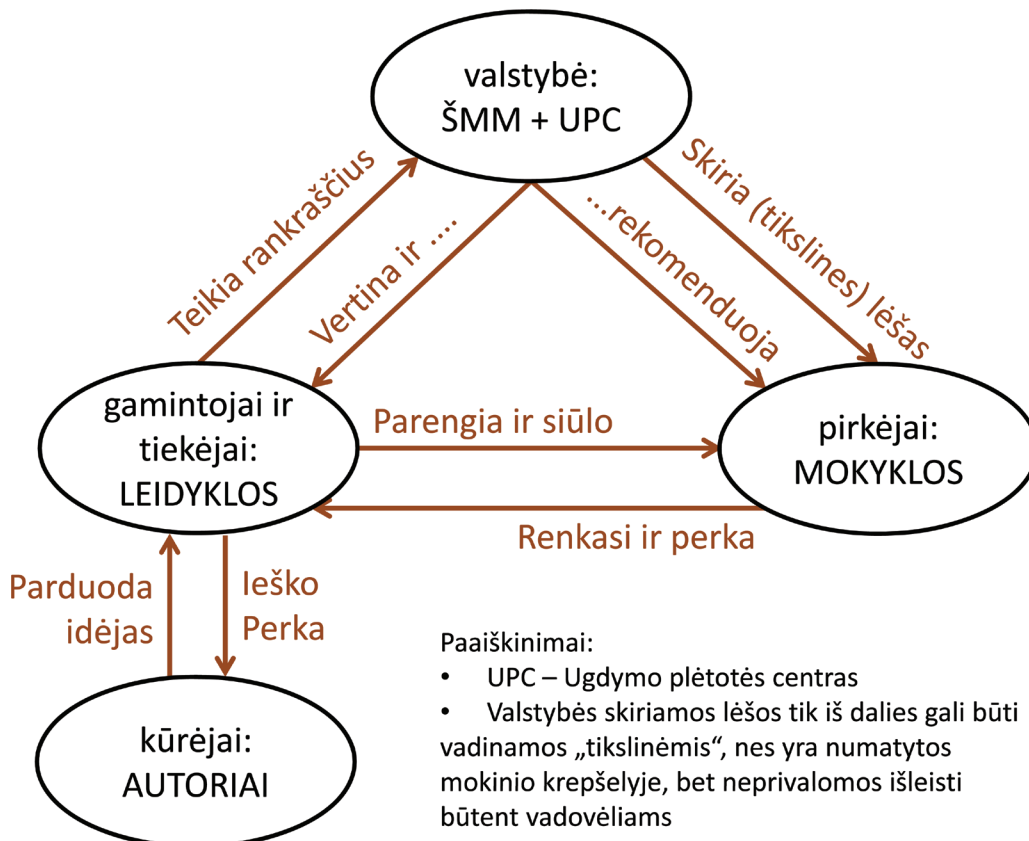 valstybė:
ŠMM + UPC
Teikia rankraščius
Vertina ir ....
...rekomenduoja
Skiria (tikslines) lėšas
gamintojai ir
tiekėjai:
LEIDYKLOS
Parengia ir siūlo
pirkėjai:
MOKYKLOS
Renkasi ir perka
Parduoda
idėjas
Ieško
Perka
kūrėjai:
AUTORIAI
Paaiškinimai:
• UPC – Ugdymo plėtotės centras
• Valstybės skiriamos lėšos tik iš dalies gali būti
vadinamos „tikslinėmis“, nes yra numatytos
mokinio krepšelyje, bet neprivalomos išleisti
būtent vadovėliams